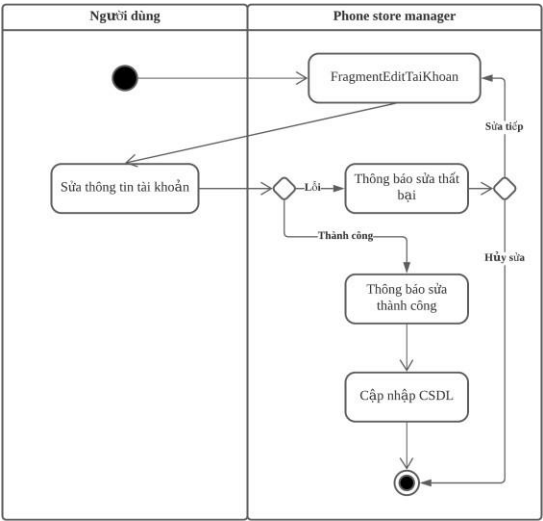 Người dùng
Phone store manager
FragmentEditTaiKhoan
Sửa tiếp
Sửa thông tin tài khoản
Lỗi
Thông báo sửa thất
bại
Thành công
Hủy sửa
Thông báo sửa
thành công
Cập nhập CSDL